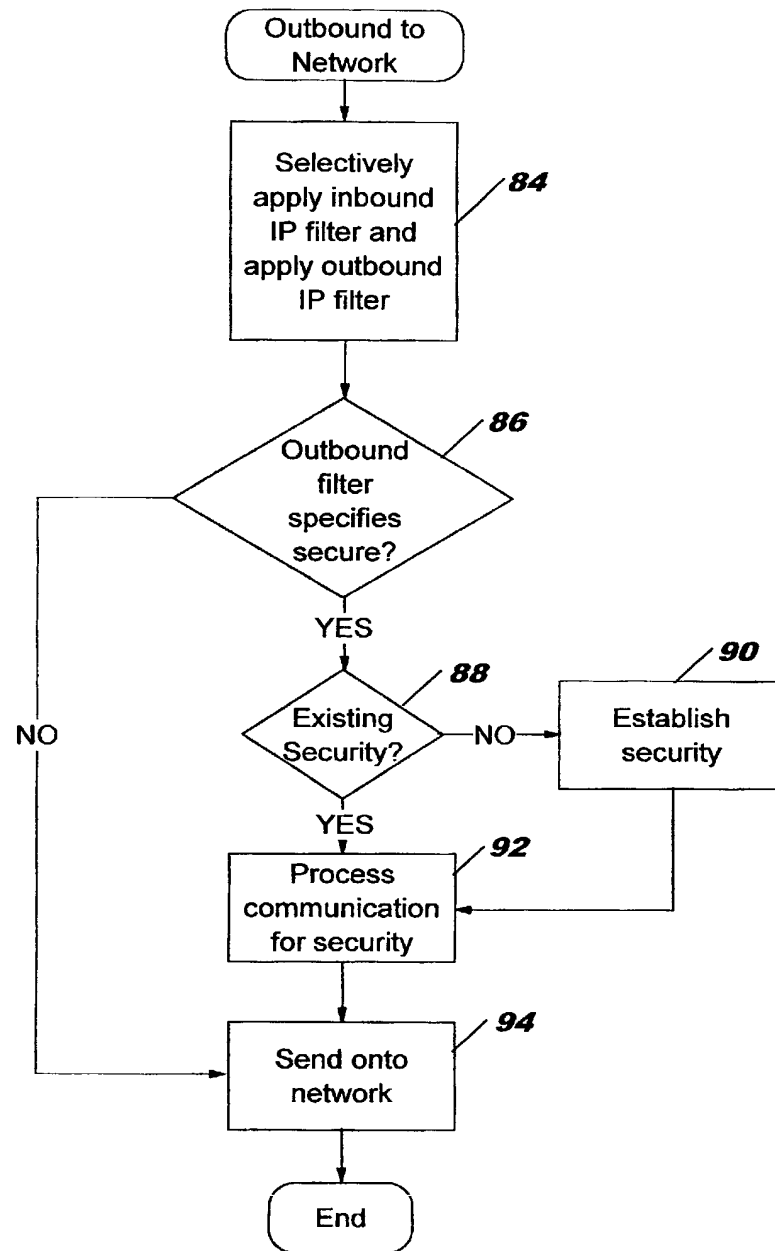 Outbound to
Network
Selectively
apply inbound
IP filter and
apply outbound
IP filter
84
Outbound
filter
specifies
secure?
86
YES
NO
Existing
Security?
88
NO
Establish
security
90
YES
Process
communication
for security
92
Send onto
network
94
End